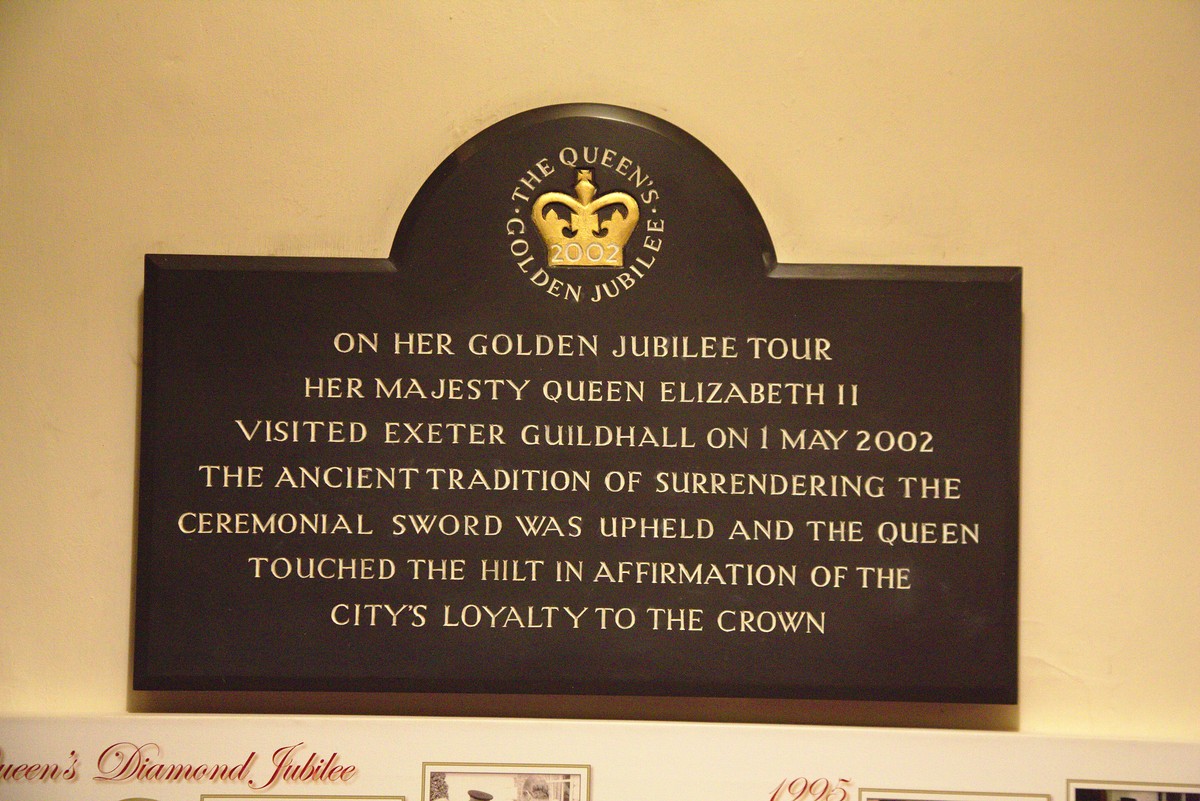 · THE QUEEN'S ·
GOLDEN JUBILEE
2002
ON HER GOLDEN JUBILEE TOUR
HER MAJESTY QUEEN ELIZABETH II
VISITED EXETER GUILDHALL ON 1 MAY 2002
THE ANCIENT TRADITION OF SURRENDERING THE
CEREMONIAL SWORD WAS UPHELD AND THE QUEEN
TOUCHED THE HILT IN AFFIRMATION OF THE
CITY'S LOYALTY TO THE CROWN
ueen's Diamond Jubilee
1995